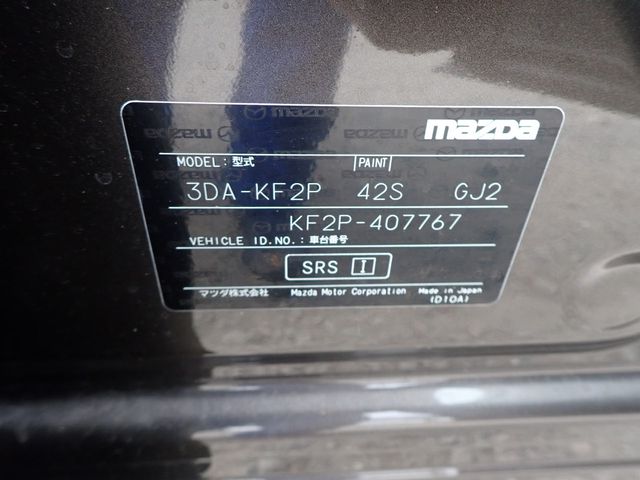 mazda
MODEL: 型式 PAINT
3DA-KF2P 42S GJ2
KF2P-407767
VEHICLE ID.NO.: 車台番号
SRS I
マツダ株式会社 Mazda Motor Corporation Made in Japan
(D10A)